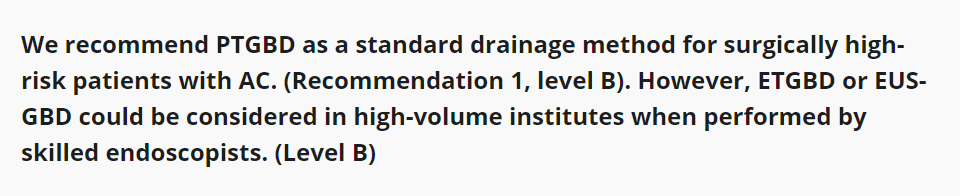 We recommend PTGBD as a standard drainage method for surgically high-
risk patients with AC. (Recommendation 1, level B). However, ETGBD or EUS-
GBD could be considered in high-volume institutes when performed by
skilled endoscopists. (Level B)